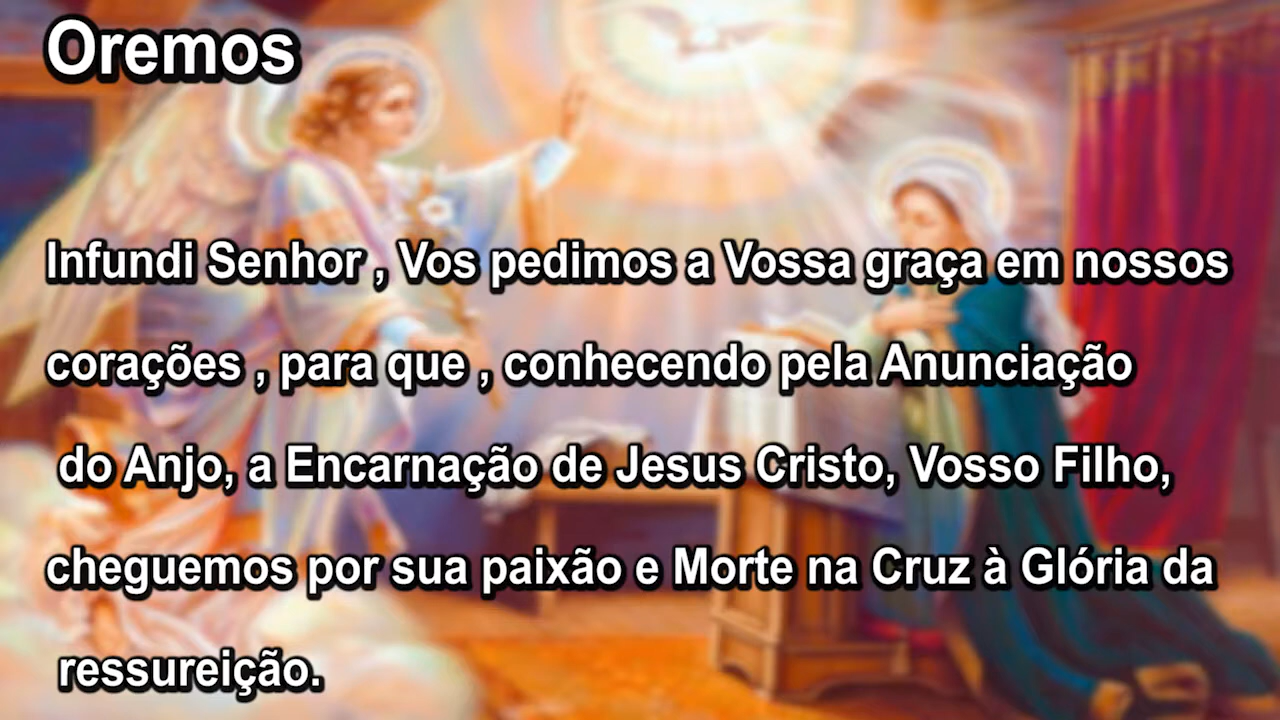 Oremos
Infundi Senhor , Vos pedimos a Vossa graça em nossos
corações , para que , conhecendo pela Anunciação
do Anjo, a Encarnação de Jesus Cristo, Vosso Filho,
cheguemos por sua paixão e Morte na Cruz à Glória da
ressureição.